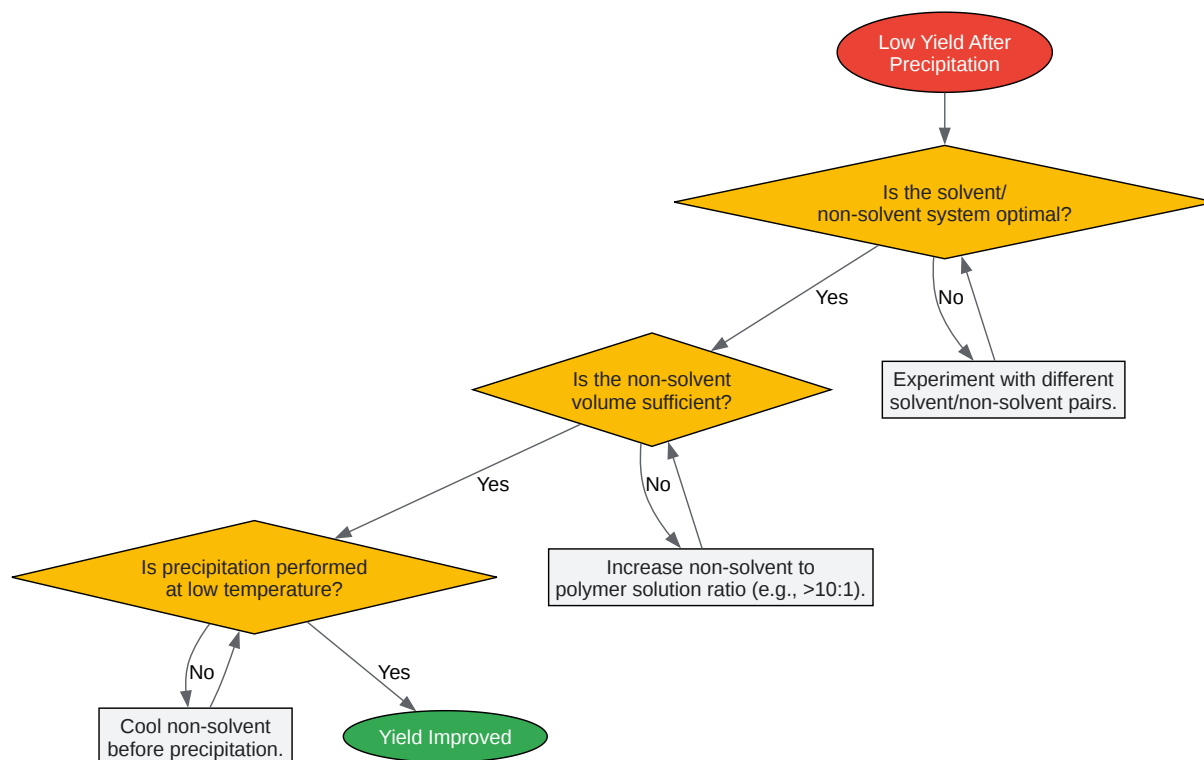 Low Yield After
Precipitation
Is the solvent/
non-solvent system optimal?
Yes
No
Is the non-solvent
volume sufficient?
Experiment with different
solvent/non-solvent pairs.
Yes
No
Is precipitation performed
at low temperature?
Increase non-solvent to
polymer solution ratio (e.g., >10:1).
No
Yes
Cool non-solvent
before precipitation.
Yield Improved